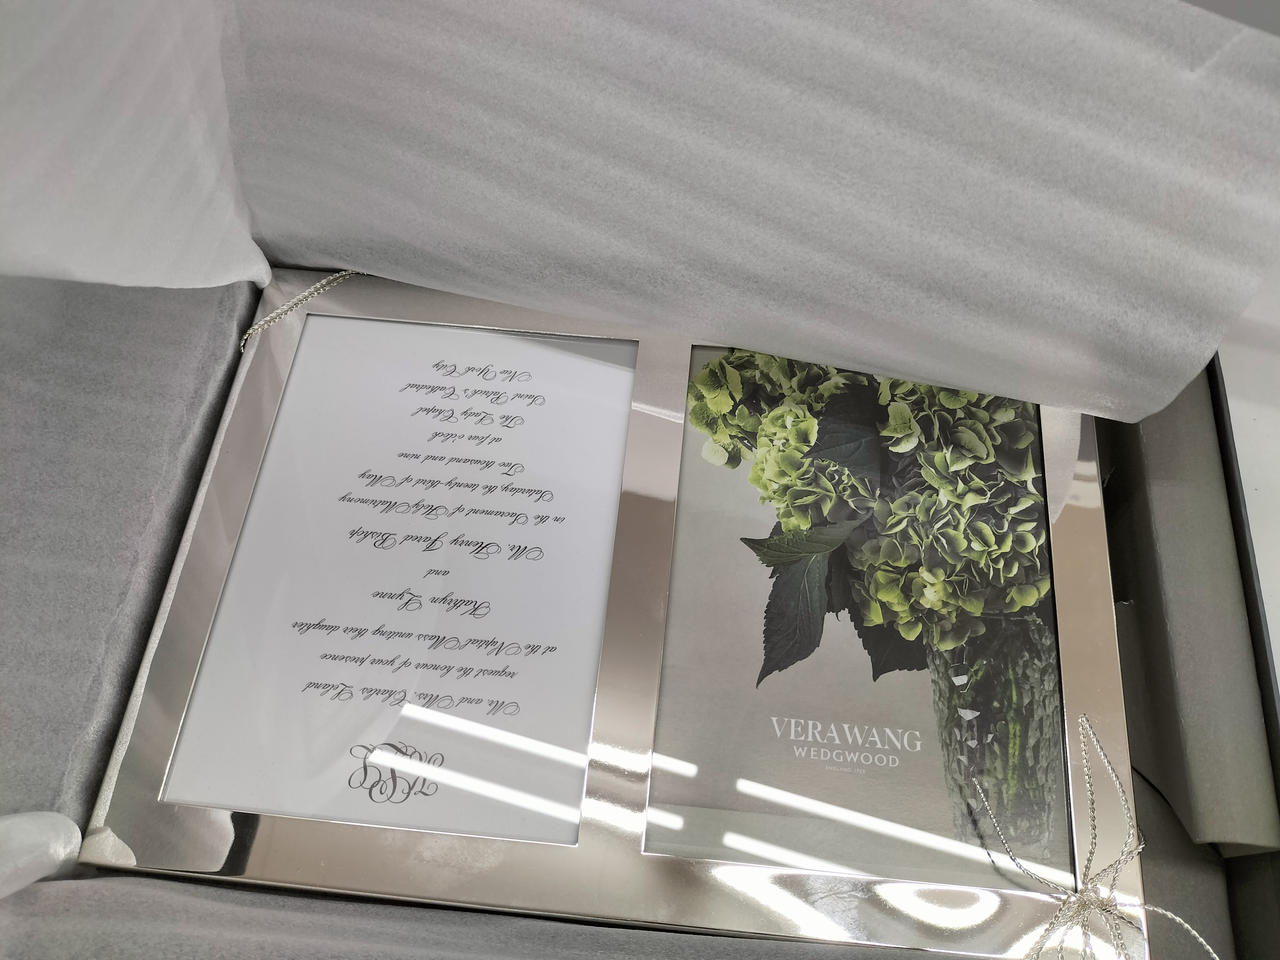 Mr. and Mrs. Charles Leland
request the honour of your presence
at the Nuptial Mass uniting their daughter
Kathryn Lynne
and
Mr. Henry Jared Bishop
in the Sacrament of Holy Matrimony
Saturday, the twenty-third of May
Two thousand and nine
at four o'clock
The Lady Chapel
Saint Patrick's Cathedral
New York City
VERA WANG
WEDGWOOD